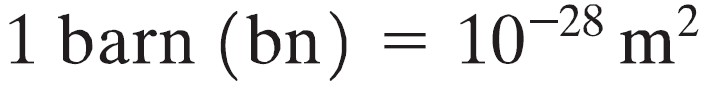 1 barn (bn) = 10⁻²⁸ m²